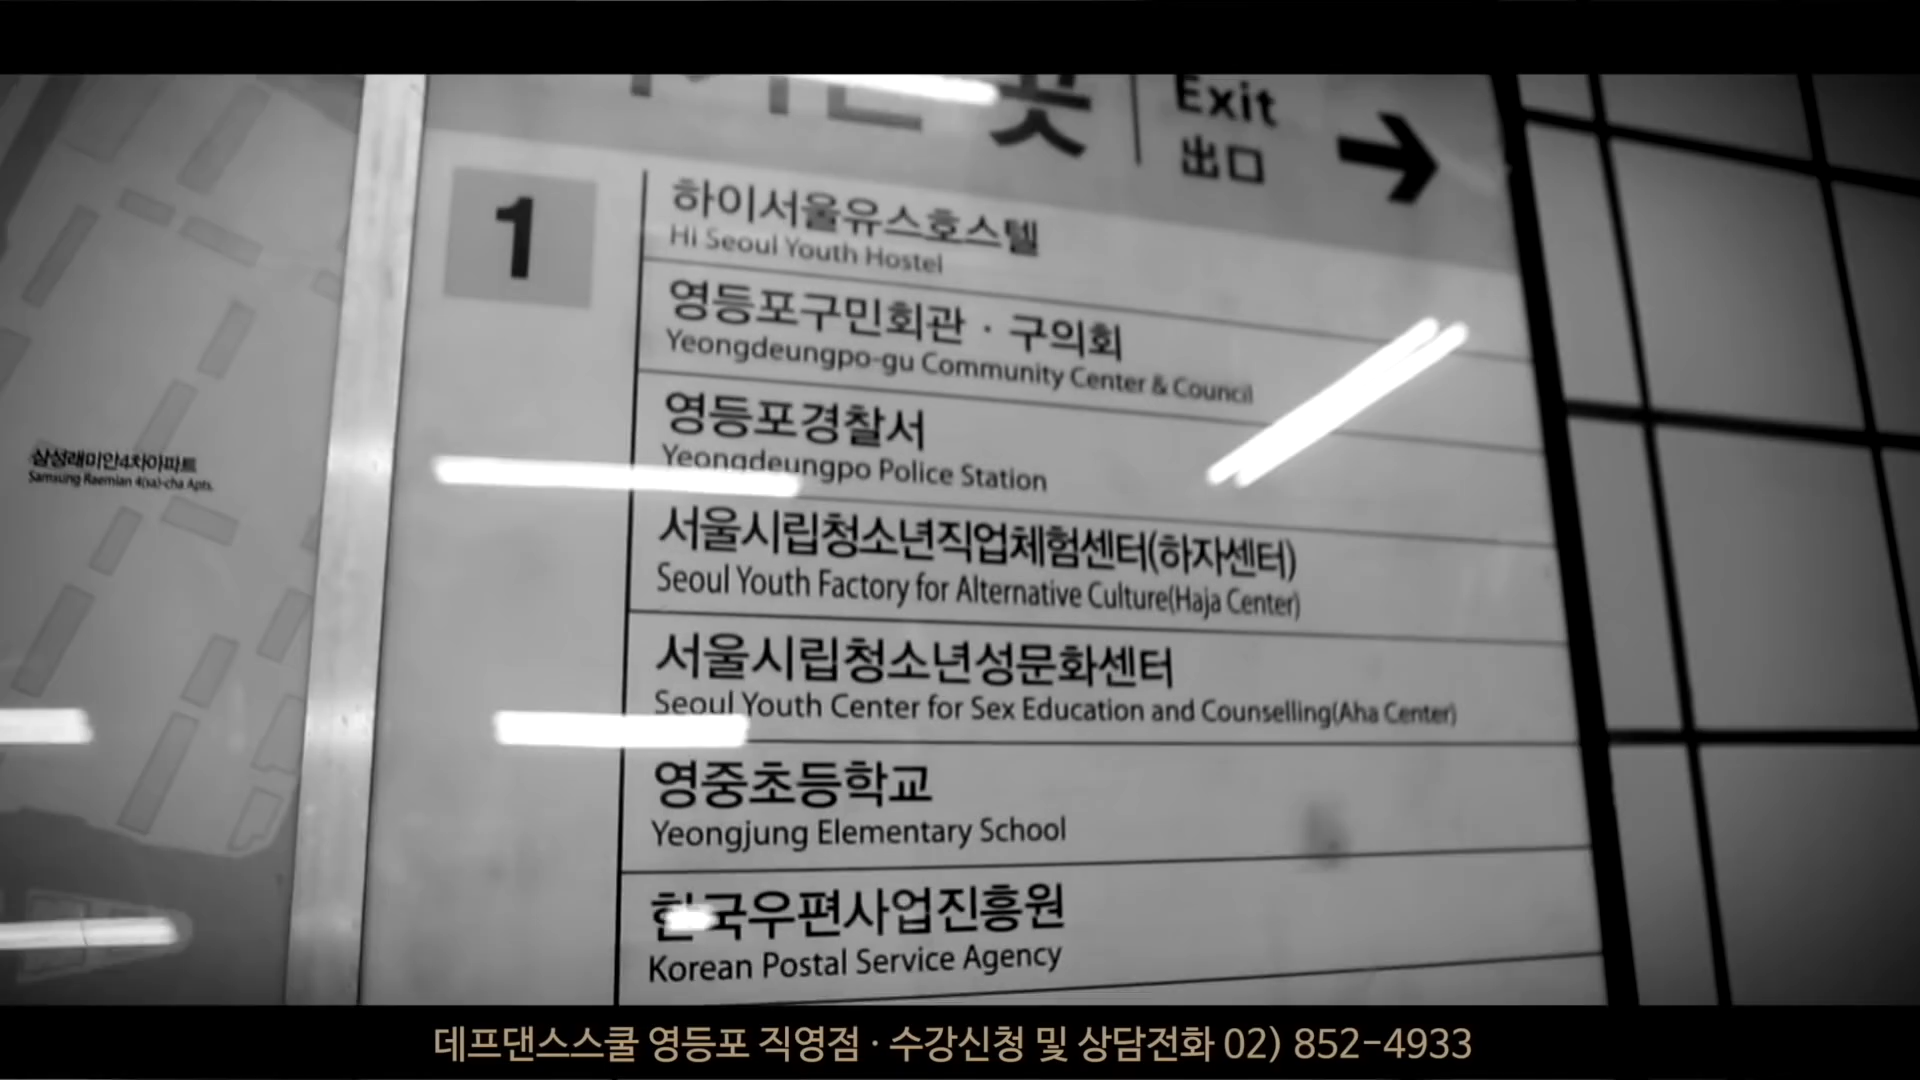 곳
Exit
出口
1
하이서울유스호스텔
Hi Seoul Youth Hostel
영등포구민회관 · 구의회
Yeongdeungpo-gu Community Center & Council
영등포경찰서
Yeongdeungpo Police Station
서울시립청소년직업체험센터(하자센터)
Seoul Youth Factory for Alternative Culture(Haja Center)
서울시립청소년성문화센터
Seoul Youth Center for Sex Education and Counselling(Aha Center)
영중초등학교
Yeongjung Elementary School
한국우편사업진흥원
Korean Postal Service Agency
삼성래미안4차아파트
Samsung Raemian 4(sa)-cha Apts.
데프댄스스쿨 영등포 직영점 · 수강신청 및 상담전화 02) 852-4933